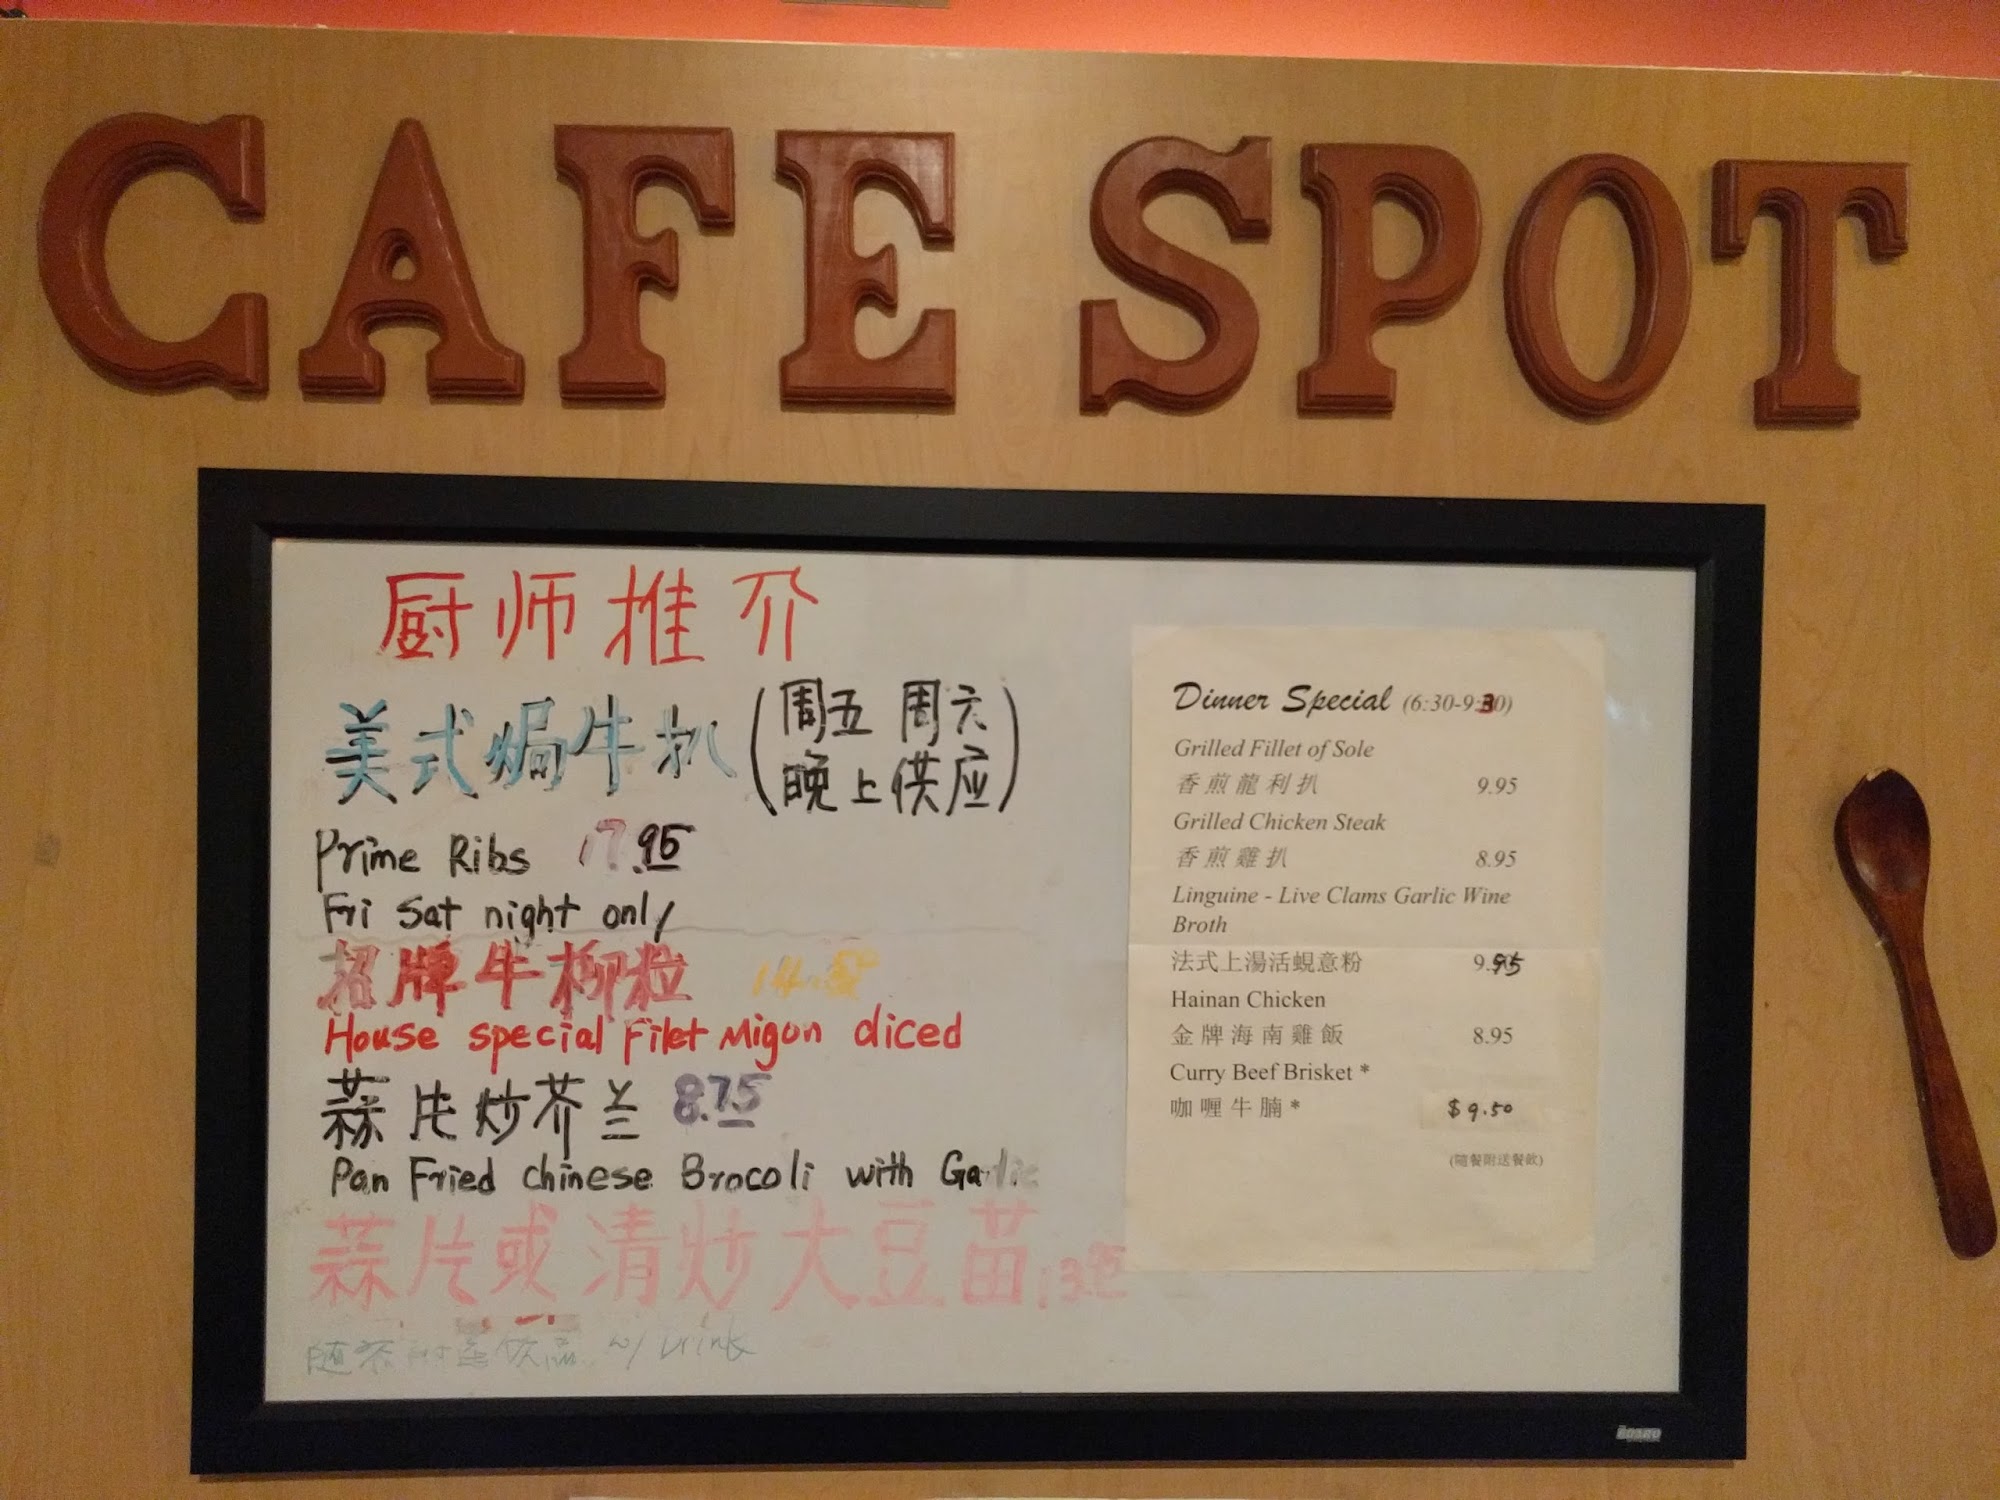 CAFE SPOT
厨师推介
美式焗牛扒(周五 周六
晚上供应)
Prime Ribs 17.95
Fri Sat night only
招牌牛柳粒
House special Filet Migon diced
蒜片炒芥兰 8.75
Pan Fried Chinese Brocoli with Garlic
蒜片或清炒大豆苗 13.95
w/ Drink
Dinner Special (6:30-9:30)
Grilled Fillet of Sole
香煎龍利扒 9.95
Grilled Chicken Steak
香煎雞扒 8.95
Linguine - Live Clams Garlic Wine
Broth
法式上湯活蜆意粉 9.95
Hainan Chicken
金牌海南雞飯 8.95
Curry Beef Brisket *
咖喱牛腩* $9.50
(隨餐附送餐飲)